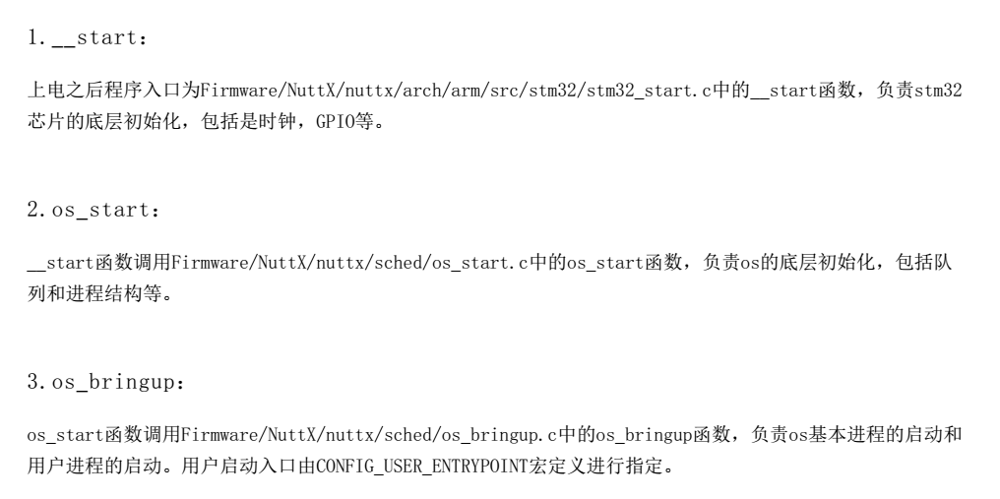 1.__start：
上电之后程序入口为Firmware/NuttX/nuttx/arch/arm/src/stm32/stm32_start.c中的__start函数，负责stm32
芯片的底层初始化，包括是时钟，GPIO等。
2.os_start：
__start函数调用Firmware/NuttX/nuttx/sched/os_start.c中的os_start函数，负责os的底层初始化，包括队
列和进程结构等。
3.os_bringup：
os_start函数调用Firmware/NuttX/nuttx/sched/os_bringup.c中的os_bringup函数，负责os基本进程的启动和
用户进程的启动。用户启动入口由CONFIG_USER_ENTRYPOINT宏定义进行指定。